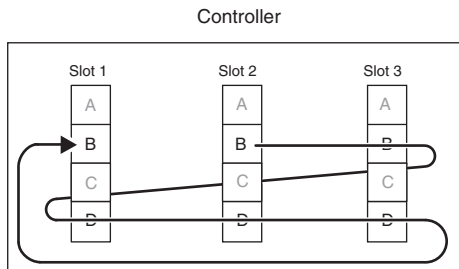 Controller
Slot 1 Slot 2 Slot 3
A A A
B B B
C C C
D D D